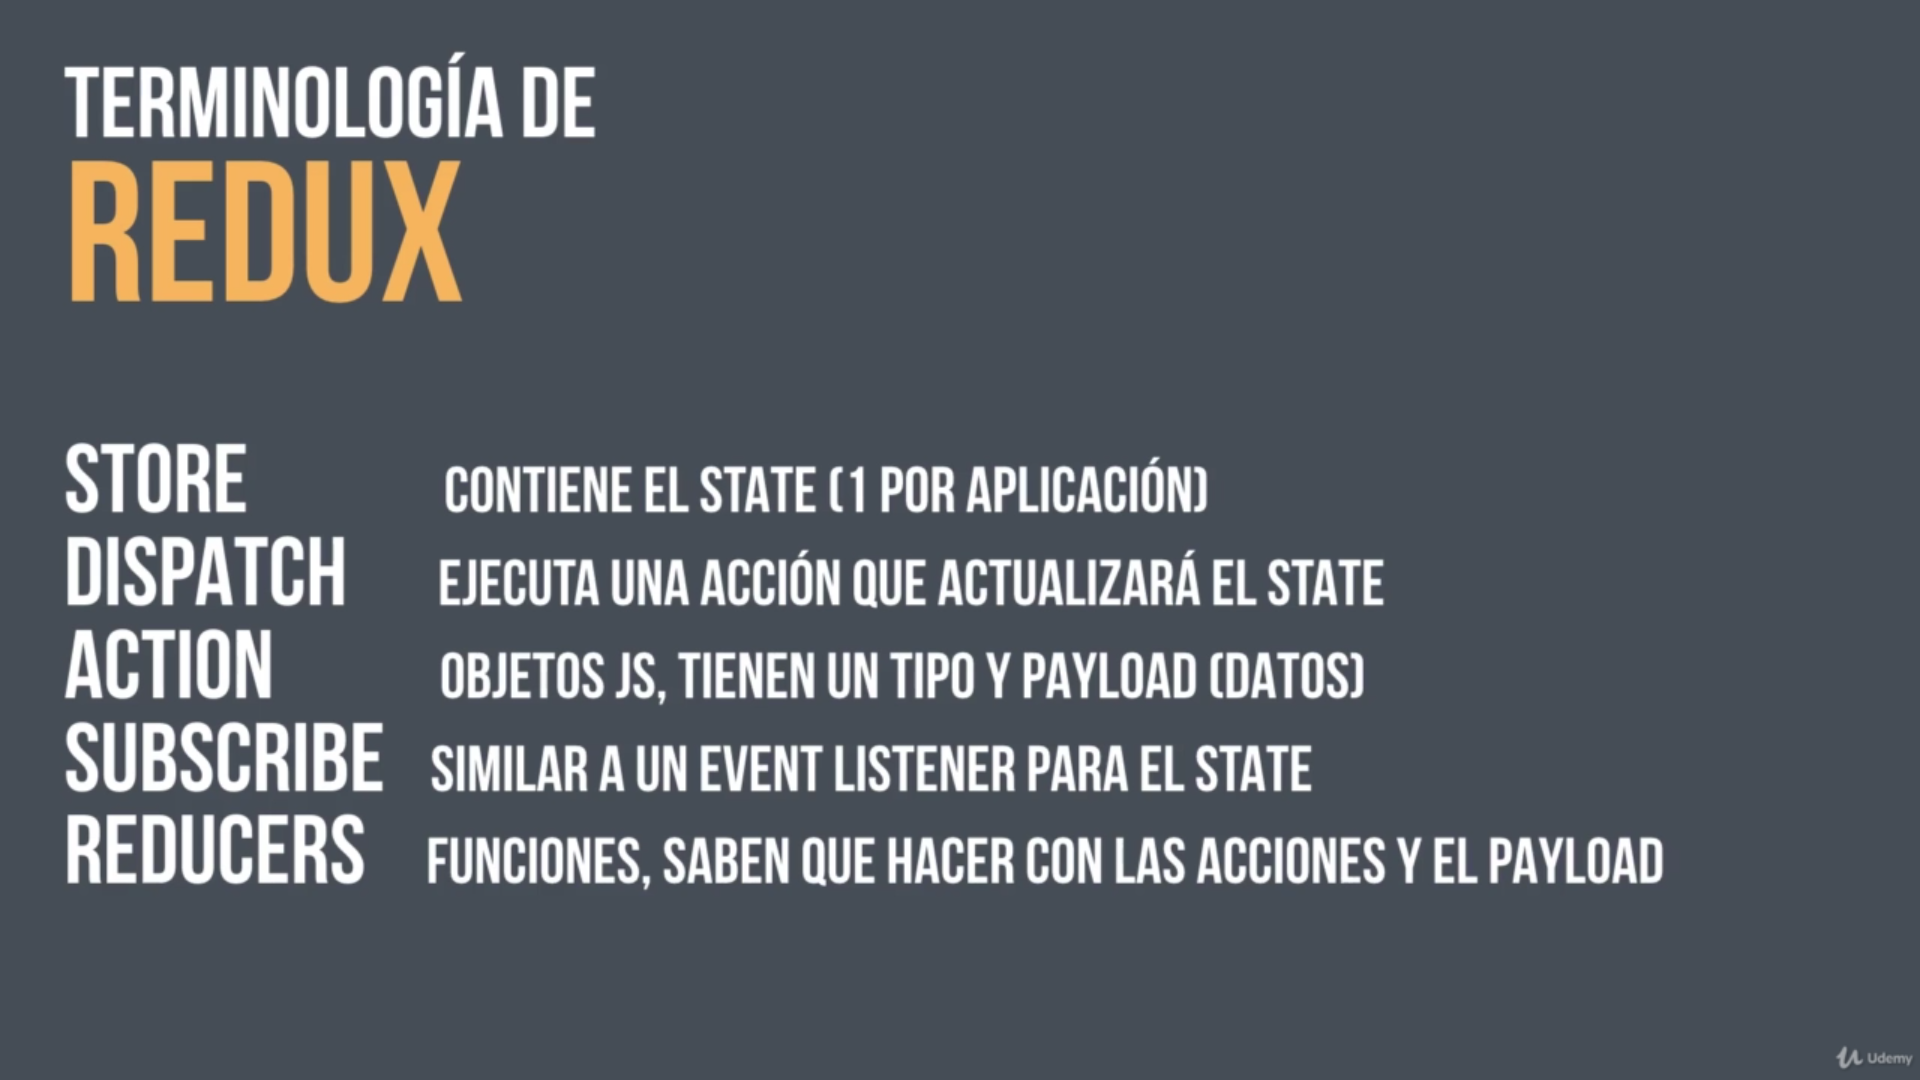 TERMINOLOGÍA DE
REDUX
STORE CONTIENE EL STATE (1 POR APLICACIÓN)
DISPATCH EJECUTA UNA ACCIÓN QUE ACTUALIZARÁ EL STATE
ACTION OBJETOS JS, TIENEN UN TIPO Y PAYLOAD (DATOS)
SUBSCRIBE SIMILAR A UN EVENT LISTENER PARA EL STATE
REDUCERS FUNCIONES, SABEN QUE HACER CON LAS ACCIONES Y EL PAYLOAD
Udemy